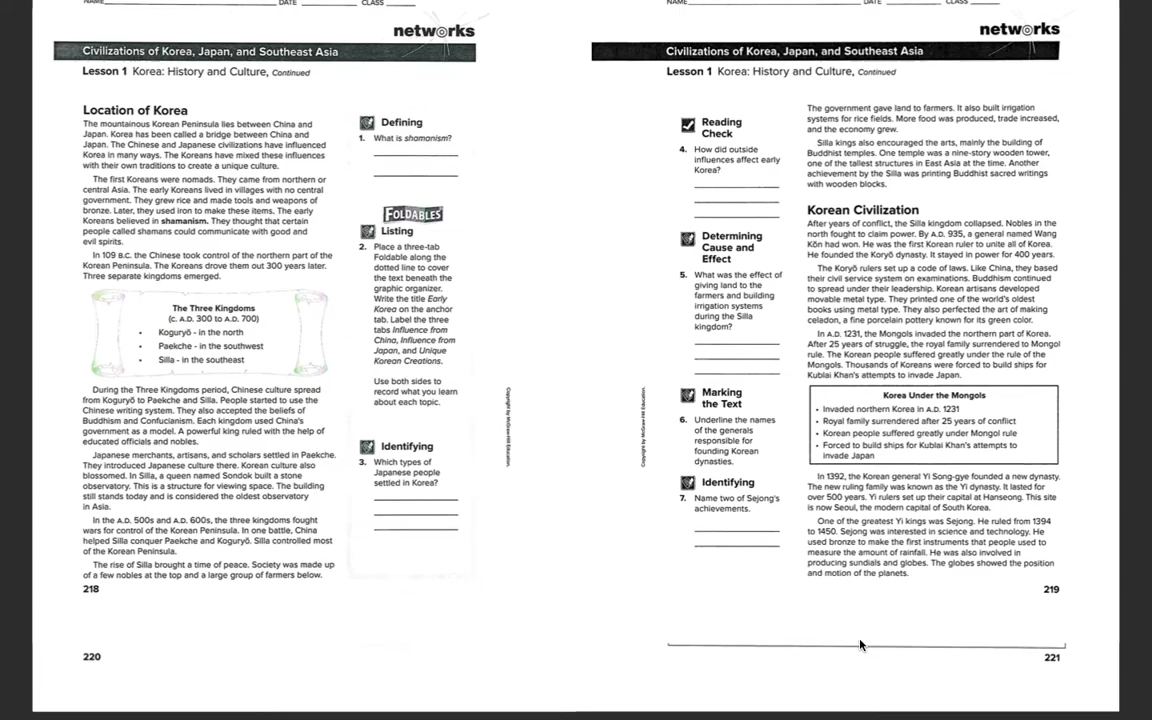 NAME DATE CLASS
networks
Civilizations of Korea, Japan, and Southeast Asia
Lesson 1 Korea: History and Culture, Continued
Location of Korea
The mountainous Korean Peninsula lies between China and
Japan. Korea has been called a bridge between China and
Japan. The Chinese and Japanese civilizations have influenced
Korea in many ways. The Koreans have mixed these influences
with their own traditions to create a unique culture.
The first Koreans were nomads. They came from northern or
central Asia. The early Koreans lived in villages with no central
government. They grew rice and made tools and weapons of
bronze. Later, they used iron to make these items. The early
Koreans believed in shamanism. They thought that certain
people called shamans could communicate with good and
evil spirits.
In 109 B.C. the Chinese took control of the northern part of the
Korean Peninsula. The Koreans drove them out 300 years later.
Three separate kingdoms emerged.
The Three Kingdoms
(c. A.D. 300 to A.D. 700)
• Koguryŏ - in the north
• Paekche - in the southwest
• Silla - in the southeast
During the Three Kingdoms period, Chinese culture spread
from Koguryŏ to Paekche and Silla. People started to use the
Chinese writing system. They also accepted the beliefs of
Buddhism and Confucianism. Each kingdom used China's
government as a model. A powerful king ruled with the help of
educated officials and nobles.
Japanese merchants, artisans, and scholars settled in Paekche.
They introduced Japanese culture there. Korean culture also
blossomed. In Silla, a queen named Sondok built a stone
observatory. This is a structure for viewing space. The building
still stands today and is considered the oldest observatory
in Asia.
In the A.D. 500s and A.D. 600s, the three kingdoms fought
wars for control of the Korean Peninsula. In one battle, China
helped Silla conquer Paekche and Koguryŏ. Silla controlled most
of the Korean Peninsula.
The rise of Silla brought a time of peace. Society was made up
of a few nobles at the top and a large group of farmers below.
218
220
Defining
1. What is shamanism?
FOLDABLES
Listing
2. Place a three-tab
Foldable along the
dotted line to cover
the text beneath the
graphic organizer.
Write the title Early
Korea on the anchor
tab. Label the three
tabs Influence from
China, Influence from
Japan, and Unique
Korean Creations.
Use both sides to
record what you learn
about each topic.
Identifying
3. Which types of
Japanese people
settled in Korea?
Copyright by McGraw-Hill Education.
NAME DATE CLASS
networks
Civilizations of Korea, Japan, and Southeast Asia
Lesson 1 Korea: History and Culture, Continued
Copyright by McGraw-Hill Education.
Reading
Check
4. How did outside
influences affect early
Korea?
Determining
Cause and
Effect
5. What was the effect of
giving land to the
farmers and building
irrigation systems
during the Silla
kingdom?
Marking
the Text
6. Underline the names
of the generals
responsible for
founding Korean
dynasties.
Identifying
7. Name two of Sejong's
achievements.
The government gave land to farmers. It also built irrigation
systems for rice fields. More food was produced, trade increased,
and the economy grew.
Silla kings also encouraged the arts, mainly the building of
Buddhist temples. One temple was a nine-story wooden tower,
one of the tallest structures in East Asia at the time. Another
achievement by the Silla was printing Buddhist sacred writings
with wooden blocks.
Korean Civilization
After years of conflict, the Silla kingdom collapsed. Nobles in the
north fought to claim power. By A.D. 935, a general named Wang
Kŏn had won. He was the first Korean ruler to unite all of Korea.
He founded the Koryŏ dynasty. It stayed in power for 400 years.
The Koryŏ rulers set up a code of laws. Like China, they based
their civil service system on examinations. Buddhism continued
to spread under their leadership. Korean artisans developed
movable metal type. They printed one of the world's oldest
books using metal type. They also perfected the art of making
celadon, a fine porcelain pottery known for its green color.
In A.D. 1231, the Mongols invaded the northern part of Korea.
After 25 years of struggle, the royal family surrendered to Mongol
rule. The Korean people suffered greatly under the rule of the
Mongols. Thousands of Koreans were forced to build ships for
Kublai Khan's attempts to invade Japan.
Korea Under the Mongols
• Invaded northern Korea in A.D. 1231
• Royal family surrendered after 25 years of conflict
• Korean people suffered greatly under Mongol rule
• Forced to build ships for Kublai Khan's attempts to
invade Japan
In 1392, the Korean general Yi Song-gye founded a new dynasty.
The new ruling family was known as the Yi dynasty. It lasted for
over 500 years. Yi rulers set up their capital at Hanseong. This site
is now Seoul, the modern capital of South Korea.
One of the greatest Yi kings was Sejong. He ruled from 1394
to 1450. Sejong was interested in science and technology. He
used bronze to make the first instruments that people used to
measure the amount of rainfall. He was also involved in
producing sundials and globes. The globes showed the position
and motion of the planets.
219
221